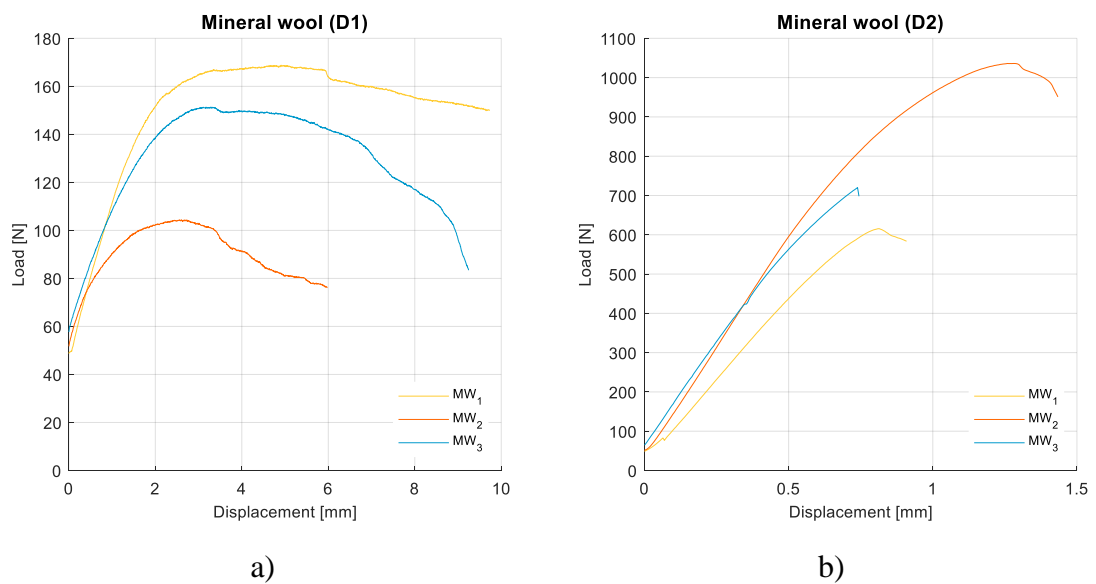 Mineral wool (D1)
180
160
140
120
100
80
60
40
20
0
Load [N]
0 2 4 6 8 10
Displacement [mm]
MW1
MW2
MW3
a)
Mineral wool (D2)
1100
1000
900
800
700
600
500
400
300
200
100
0
Load [N]
0 0.5 1 1.5
Displacement [mm]
MW1
MW2
MW3
b)